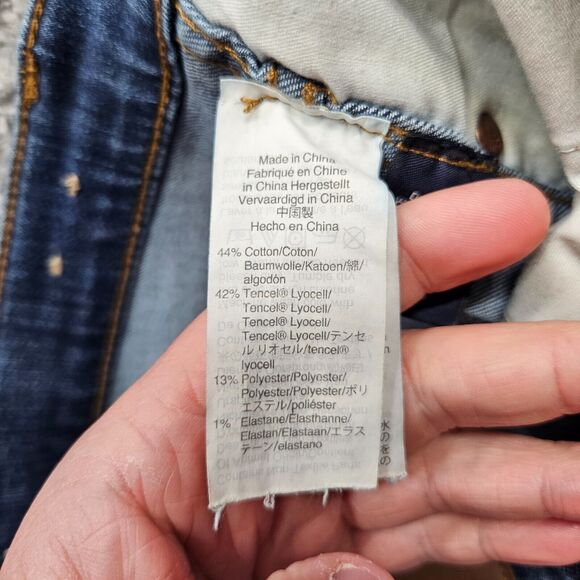 Made in China
Fabriqué en Chine
in China Hergestellt
Vervaardigd in China
中国製
Hecho en China
44% Cotton/Coton/
Baumwolle/Katoen/綿/
algodón
42% Tencel® Lyocell/
Tencel® Lyocell/
Tencel® Lyocell/
Tencel® Lyocell/テンセ
ル リオセル/tencel®
lyocell
13% Polyester/Polyester/
Polyester/Polyester/ポリ
エステル/poliéster
1% Elastane/Élasthanne/
Elastan/Elastaan/エラス
テーン/elastano